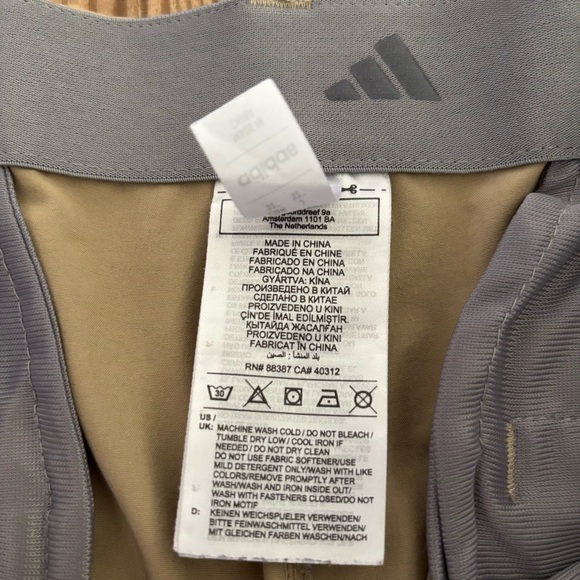 adidas
Amsterdam 1101 BA
The Netherlands
MADE IN CHINA
FABRIQUÉ EN CHINE
FABRICADO EN CHINA
FABRICADO NA CHINA
GYÁRTVA: KÍNA
ПРОИЗВЕДЕНО В КИТАЙ
СДЕЛАНО В КИТАЕ
PROIZVEDENO U KINI
ÇİN'DE İMAL EDİLMİŞTİR.
ҚЫТАЙДА ЖАСАЛҒАН
PROIZVEDENO U KINI
FABRICAT ÎN CHINA
بلد المنشأ: الصين
RN# 88387 CA# 40312
30
US /
UK: MACHINE WASH COLD / DO NOT BLEACH /
TUMBLE DRY LOW / COOL IRON IF
NEEDED / DO NOT DRY CLEAN
DO NOT USE FABRIC SOFTENER/USE
MILD DETERGENT ONLY/WASH WITH LIKE
COLORS/REMOVE PROMPTLY AFTER
WASH/WASH AND IRON INSIDE OUT/
WASH WITH FASTENERS CLOSED/DO NOT
IRON MOTIF
D: KEINEN WEICHSPUELER VERWENDEN/
BITTE FEINWASCHMITTEL VERWENDEN/
MIT GLEICHEN FARBEN WASCHEN/NACH